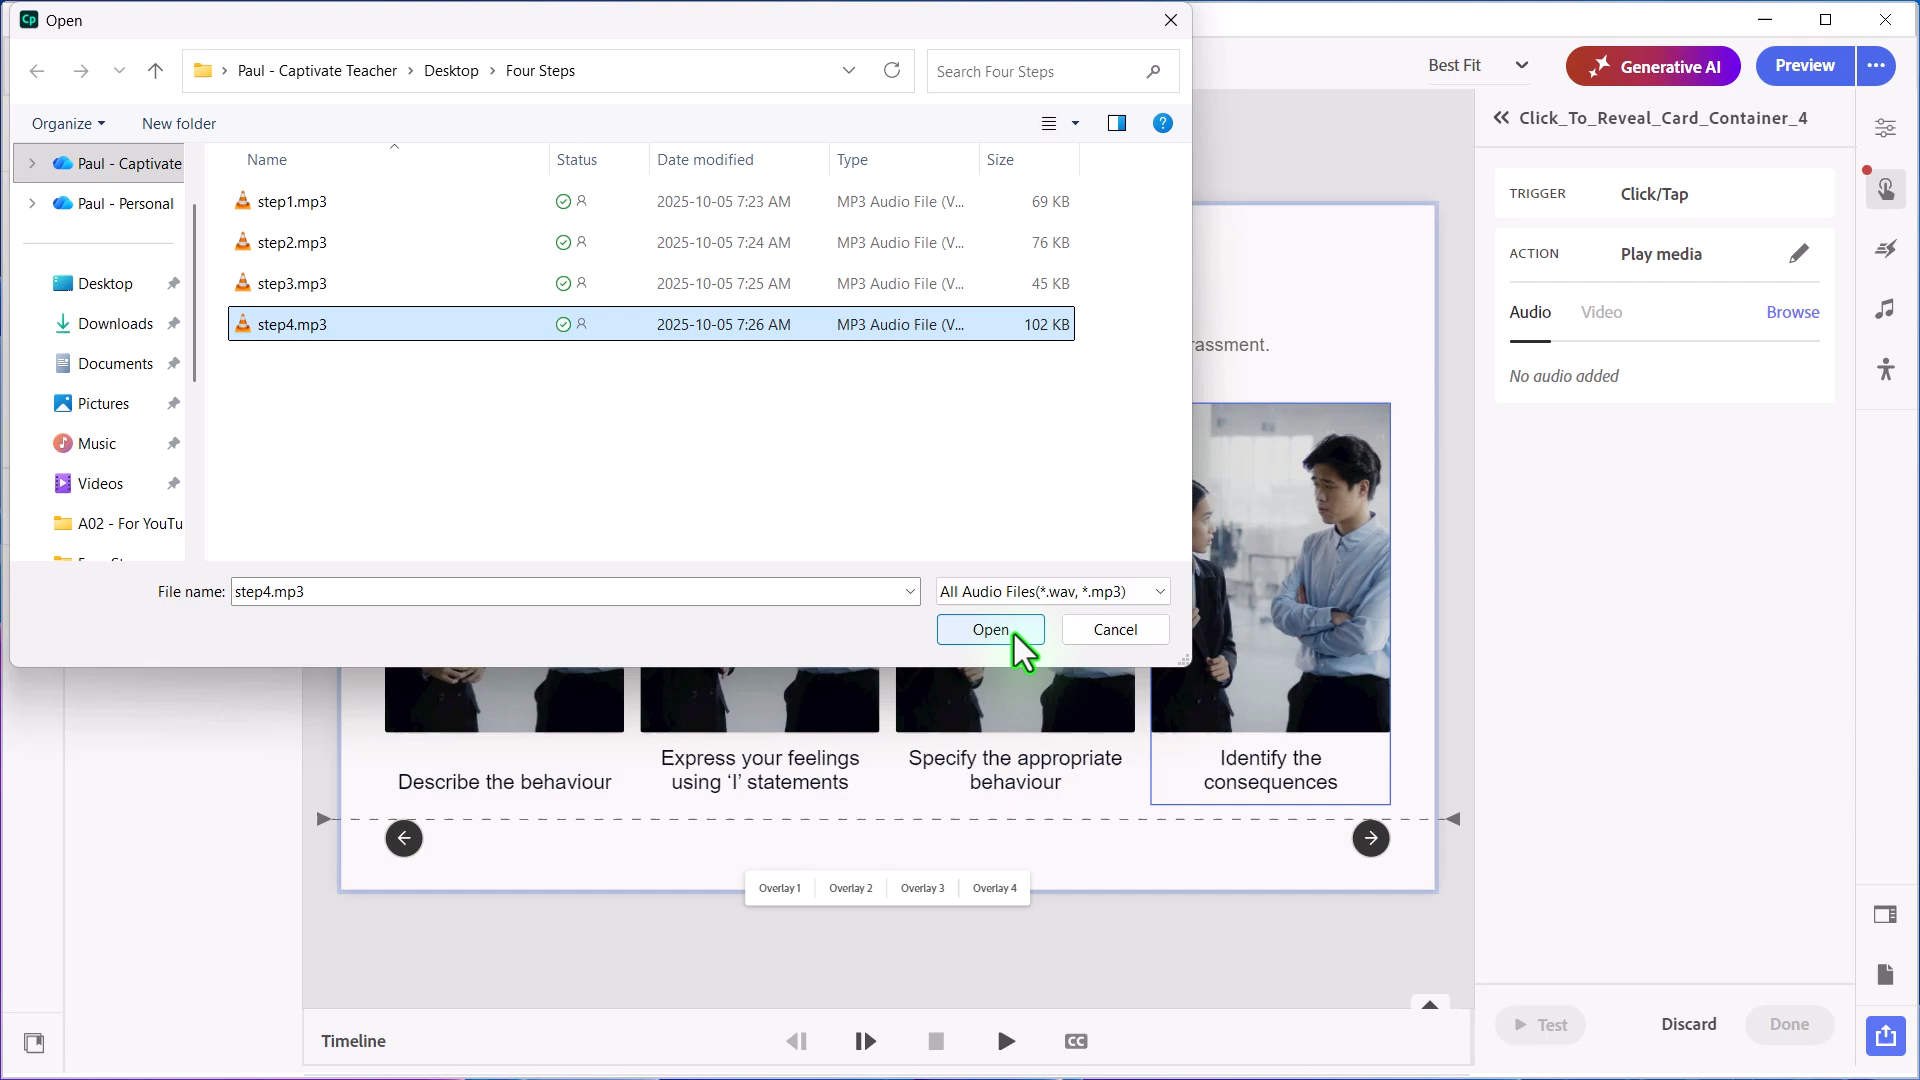 Cp Open
Paul - Captivate Teacher > Desktop > Four Steps
Search Four Steps
Best Fit
Generative AI
Preview
Organize
New folder
Click_To_Reveal_Card_Container_4
Name
Status
Date modified
Type
Size
Paul - Captivate
Paul - Personal
step1.mp3
2025-10-05 7:23 AM
MP3 Audio File (V...
69 KB
step2.mp3
2025-10-05 7:24 AM
MP3 Audio File (V...
76 KB
step3.mp3
2025-10-05 7:25 AM
MP3 Audio File (V...
45 KB
step4.mp3
2025-10-05 7:26 AM
MP3 Audio File (V...
102 KB
Desktop
Downloads
Documents
Pictures
Music
Videos
A02 - For YouTu
TRIGGER
Click/Tap
ACTION
Play media
Audio
Video
Browse
No audio added
rassment.
File name:
step4.mp3
All Audio Files(*.wav, *.mp3)
Open
Cancel
Describe the behaviour
Express your feelings
using ‘I’ statements
Specify the appropriate
behaviour
Identify the
consequences
Overlay 1
Overlay 2
Overlay 3
Overlay 4
Timeline
CC
Test
Discard
Done